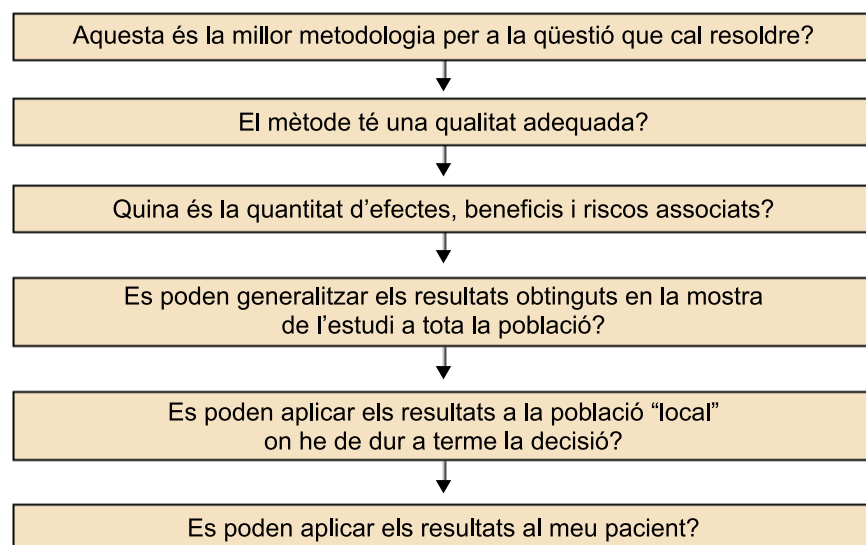 Aquesta és la millor metodologia per a la qüestió que cal resoldre?
El mètode té una qualitat adequada?
Quina és la quantitat d’efectes, beneficis i riscos associats?
Es poden generalitzar els resultats obtinguts en la mostra
de l’estudi a tota la població?
Es poden aplicar els resultats a la població “local”
on he de dur a terme la decisió?
Es poden aplicar els resultats al meu pacient?